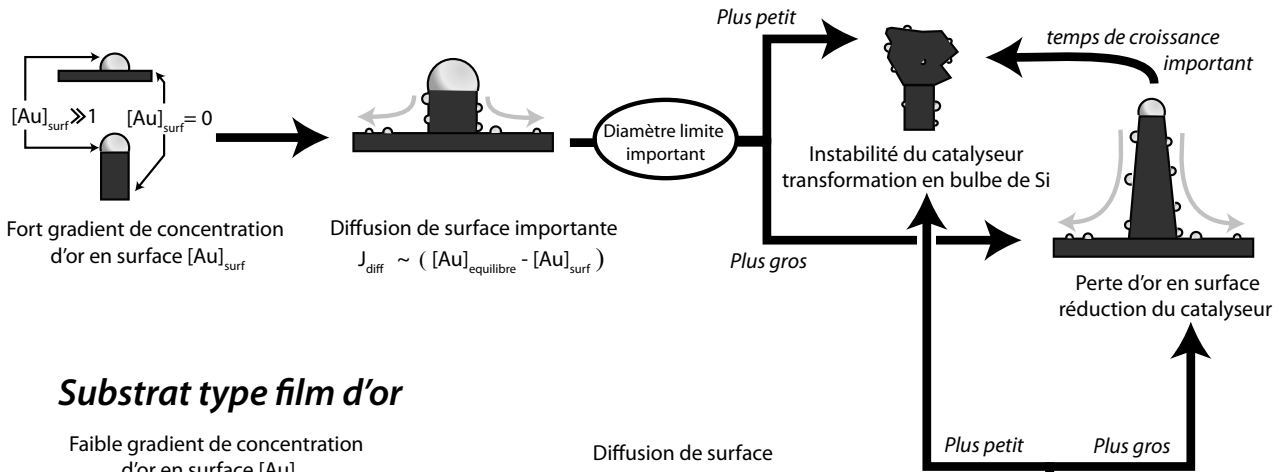 Plus petit
temps de croissance
important
[Au]surf≫1
[Au]surf= 0
Diamètre limite
important
Instabilité du catalyseur
transformation en bulbe de Si
Fort gradient de concentration
d'or en surface [Au]surf
Diffusion de surface importante
Jdiff ~ ( [Au]equilibre - [Au]surf )
Plus gros
Perte d'or en surface
réduction du catalyseur
Substrat type film d'or
Faible gradient de concentration
d'or en surface [Au]
Diffusion de surface
Plus petit
Plus gros